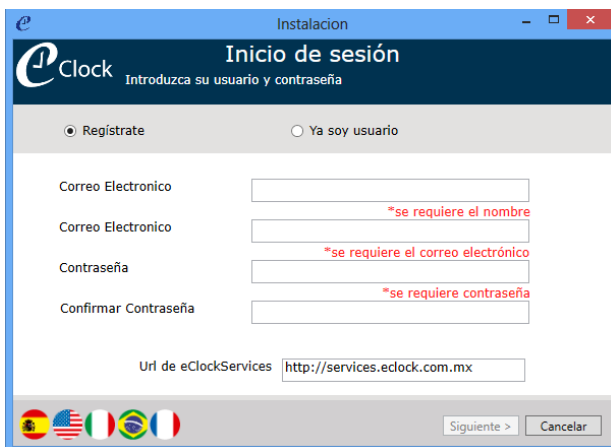 Instalacion
eClock
Inicio de sesión
Introduzca su usuario y contraseña
Regístrate
Ya soy usuario
Correo Electronico
*se requiere el nombre
Correo Electronico
*se requiere el correo electrónico
Contraseña
*se requiere contraseña
Confirmar Contraseña
Url de eClockServices
http://services.eclock.com.mx
Siguiente >
Cancelar